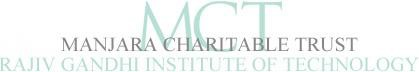 MCT
MANJARA CHARITABLE TRUST
RAJIV GANDHI INSTITUTE OF TECHNOLOGY